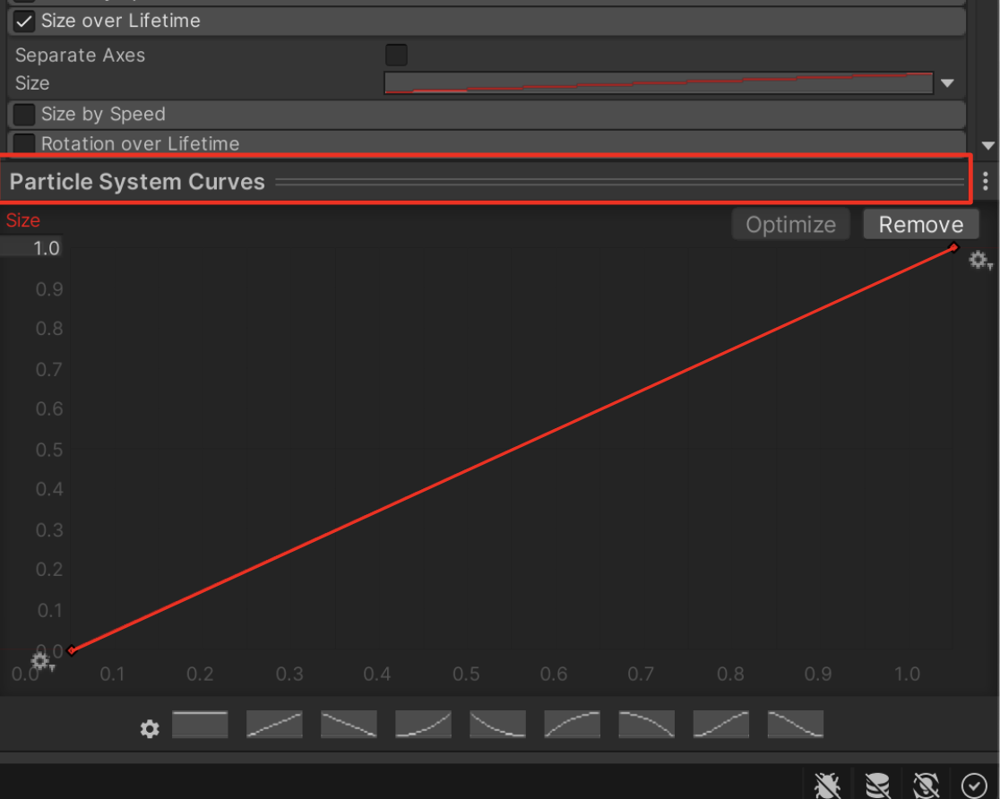 Size over Lifetime
Separate Axes
Size
Size by Speed
Rotation over Lifetime
Particle System Curves
Size
Optimize Remove
1.0
0.9
0.8
0.7
0.6
0.5
0.4
0.3
0.2
0.1
0.0
0.0 0.1 0.2 0.3 0.4 0.5 0.6 0.7 0.8 0.9 1.0